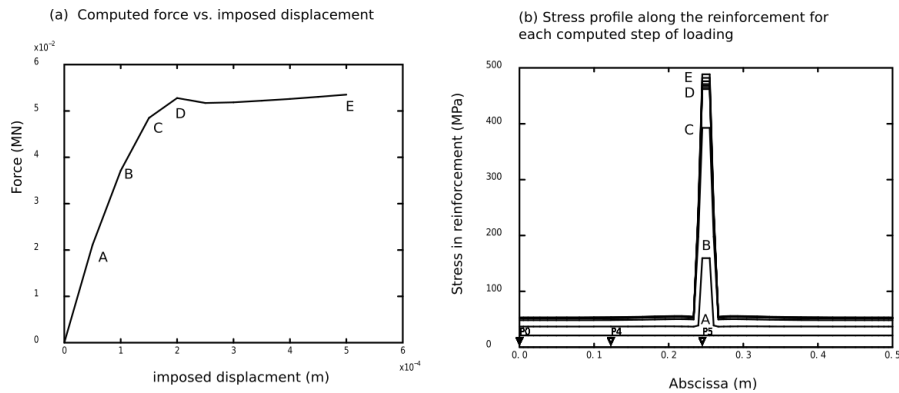 (a) Computed force vs. imposed displacement
x10⁻²
6
5
4
3
2
1
0
Force (MN)
A
B
C
D
E
0 1 2 3 4 5 6
x10⁻⁴
imposed displacment (m)
(b) Stress profile along the reinforcement for
each computed step of loading
500
400
300
200
100
0
Stress in reinforcement (MPa)
E
D
C
B
A
P0 P4 P5
0.0 0.1 0.2 0.3 0.4 0.5
Abscissa (m)